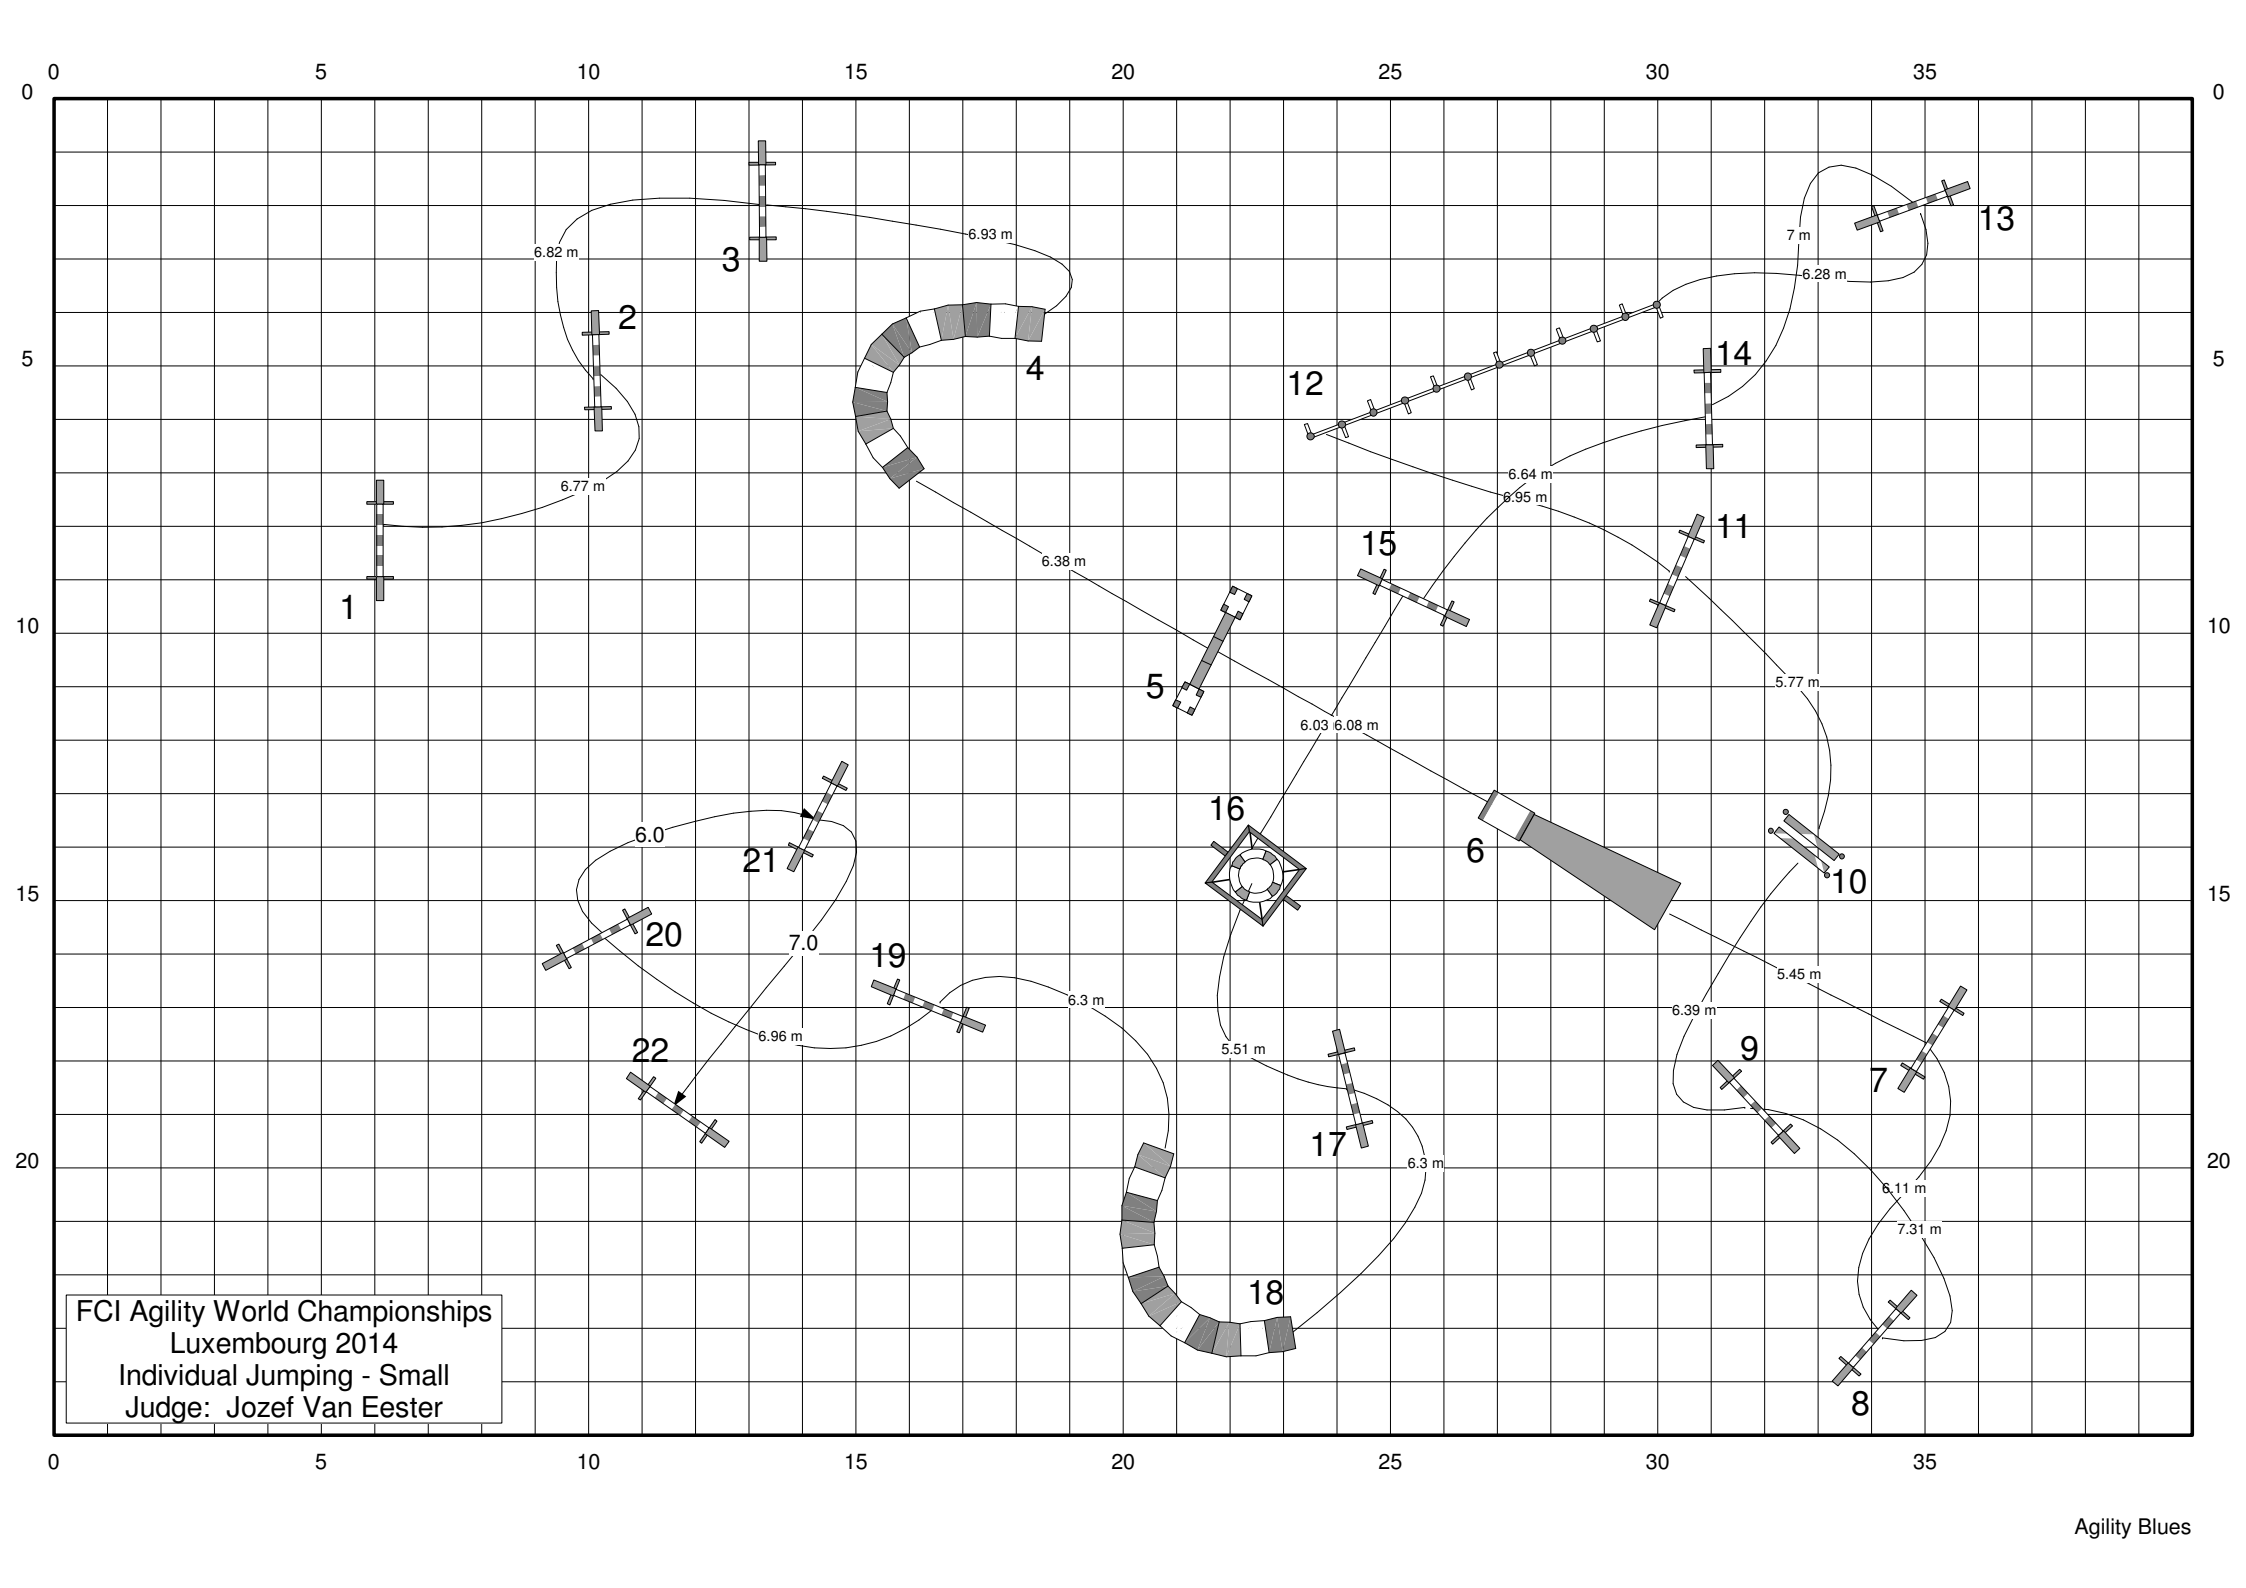 0 5 10 15 20 25 30 35
0 0
3
6.93 m
7 m
13
6.82 m
6.28 m
2
5 5
4
12
14
6.77 m
6.64 m
6.95 m
11
15
6.38 m
1
10 10
5
5.77 m
6.03 6.08 m
16
6.0
21
6
10
15 15
20
7.0
19
5.45 m
6.3 m
6.39 m
6.96 m
22
5.51 m
9
7
17
20 20
6.3 m
6.11 m
7.31 m
18
8
FCI Agility World Championships
Luxembourg 2014
Individual Jumping - Small
Judge: Jozef Van Eester
0 5 10 15 20 25 30 35
Agility Blues